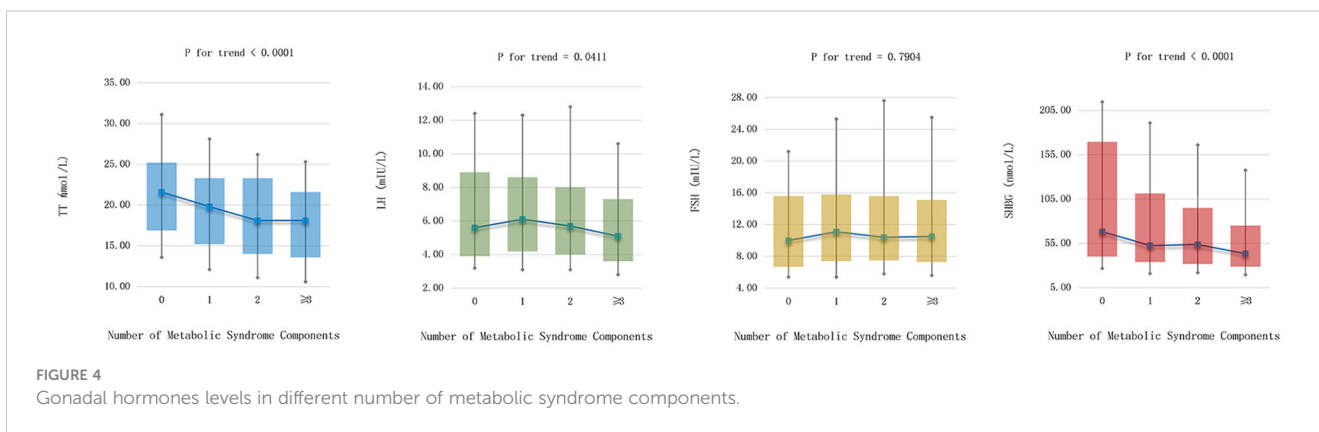 P for trend < 0.0001
35.00
30.00
25.00
20.00
15.00
10.00
TT (nmol/L)
0 1 2 ≥3
Number of Metabolic Syndrome Components
P for trend = 0.0411
14.00
12.00
10.00
8.00
6.00
4.00
2.00
LH (mIU/L)
0 1 2 ≥3
Number of Metabolic Syndrome Components
P for trend = 0.7904
28.00
24.00
20.00
16.00
12.00
8.00
4.00
FSH (mIU/L)
0 1 2 ≥3
Number of Metabolic Syndrome Components
P for trend < 0.0001
205.00
155.00
105.00
55.00
5.00
SHBG (nmol/L)
0 1 2 ≥3
Number of Metabolic Syndrome Components
FIGURE 4
Gonadal hormones levels in different number of metabolic syndrome components.